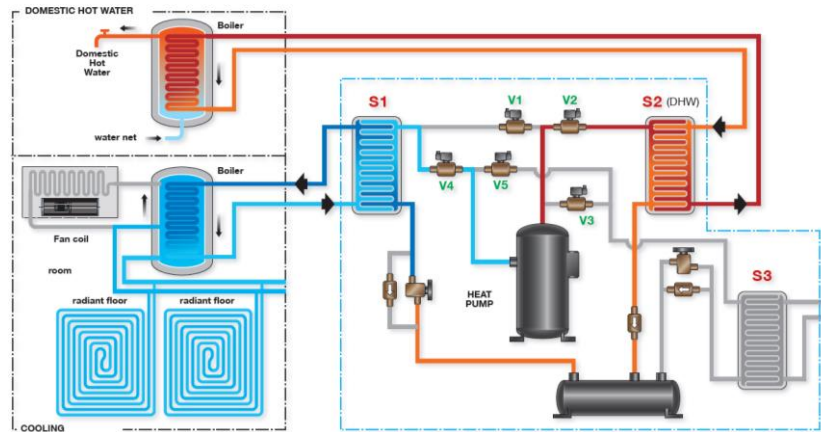 DOMESTIC HOT WATER
Boiler
Domestic
Hot
Water
water net
Boiler
Fan coil
room
radiant floor
radiant floor
COOLING
S1
V1
V2
S2 (DHW)
V4
V5
V3
HEAT
PUMP
S3